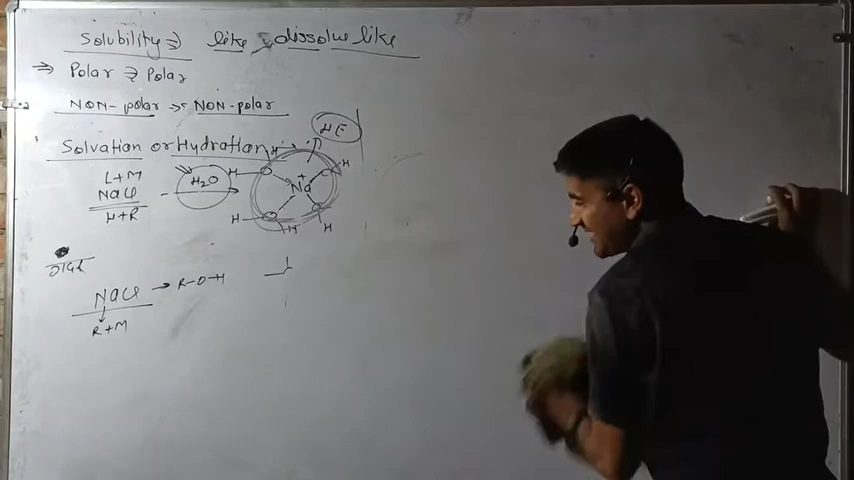 Solubility ⇒ like dissolve like
⇒ Polar ⇒ Polar
NON-polar → NON-polar
Solvation or Hydration →
HE
L+M
NaCl
H+R
H2O
+
Na
H
H
H
H
H
H
NaCl → R-O-H
R+M